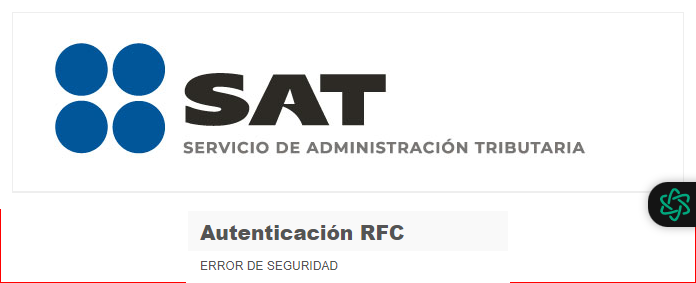 SAT
SERVICIO DE ADMINISTRACIÓN TRIBUTARIA
Autenticación RFC
ERROR DE SEGURIDAD